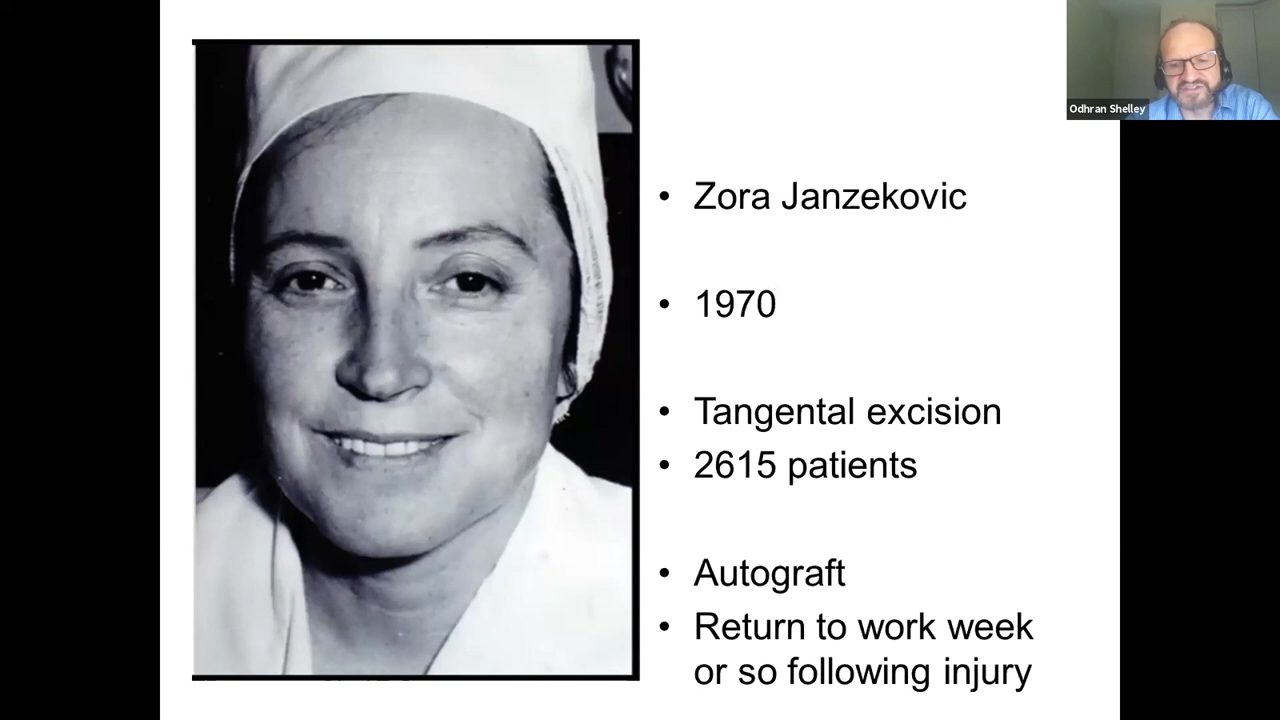 Odhran Shelley
• Zora Janzekovic
• 1970
• Tangental excision
• 2615 patients
• Autograft
• Return to work week
or so following injury